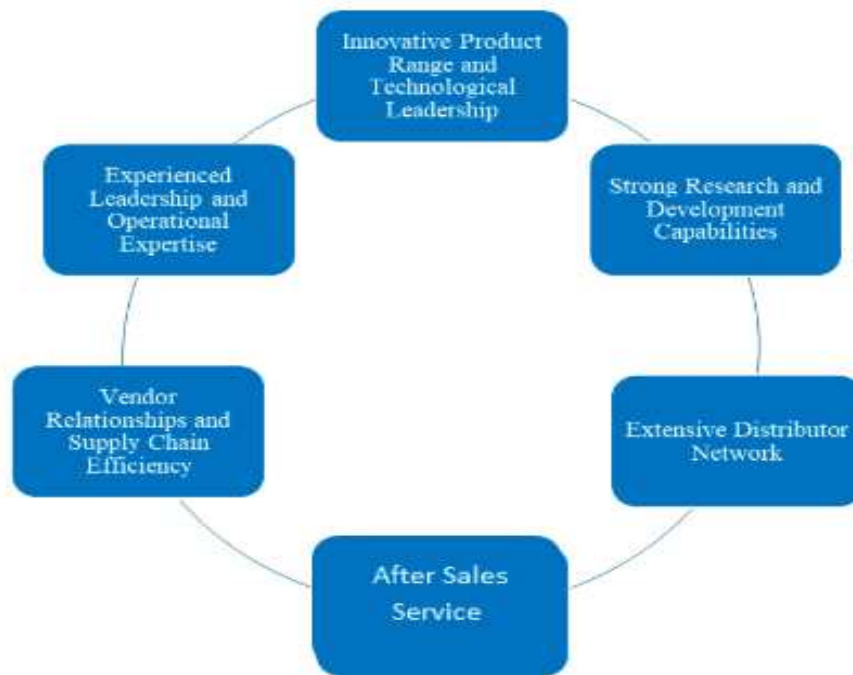 Innovative Product
Range and
Technological
Leadership
Strong Research and
Development
Capabilities
Extensive Distributor
Network
After Sales
Service
Vendor
Relationships and
Supply Chain
Efficiency
Experienced
Leadership and
Operational
Expertise